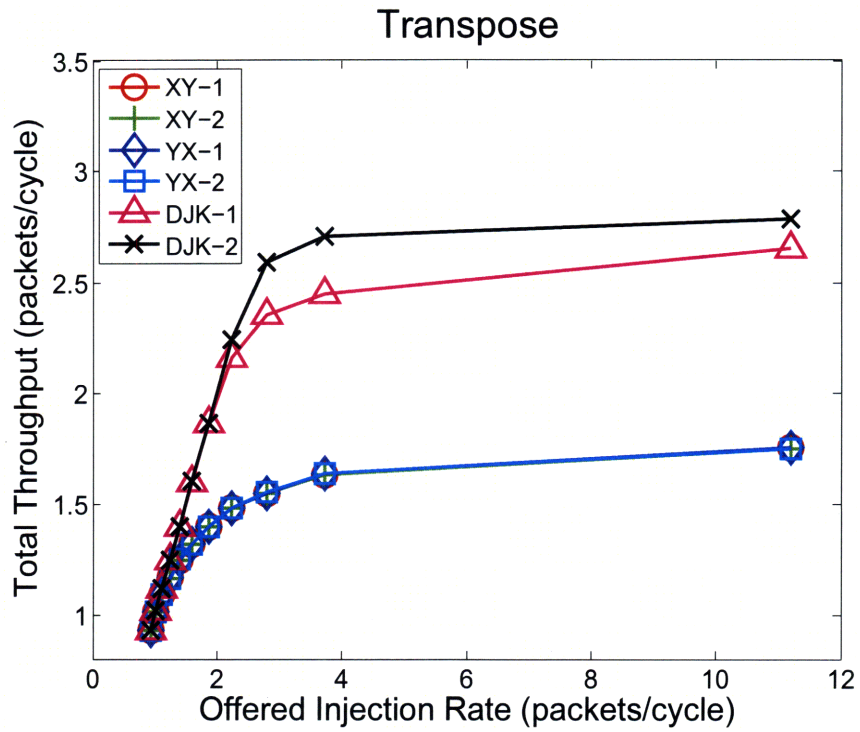 Transpose
3.5
3
2.5
2
1.5
1
Total Throughput (packets/cycle)
XY-1
XY-2
YX-1
YX-2
DJK-1
DJK-2
0
2
4
6
8
10
12
Offered Injection Rate (packets/cycle)